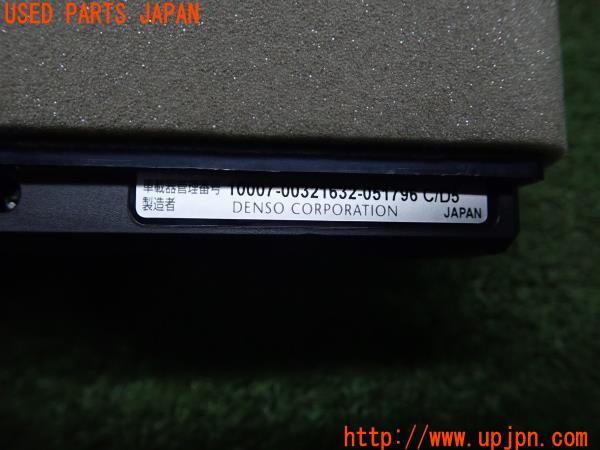 USED PARTS JAPAN
車載器管理番号 10007-00321632-051796 C/D5
製造者 DENSO CORPORATION JAPAN
http://www.upjpn.com